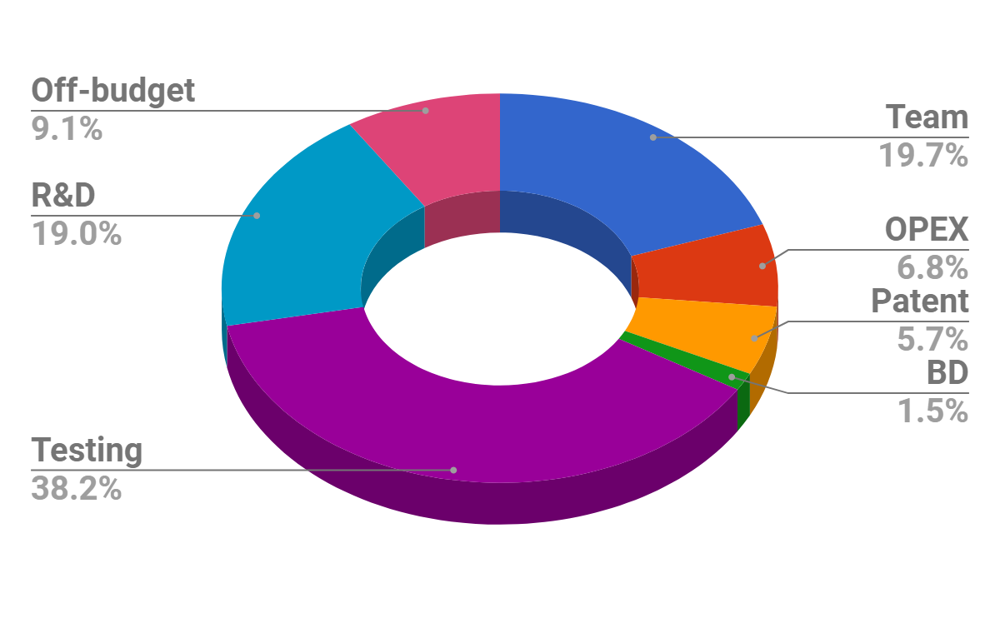 Off-budget
9.1%
R&D
19.0%
Testing
38.2%
Team
19.7%
OPEX
6.8%
Patent
5.7%
BD
1.5%